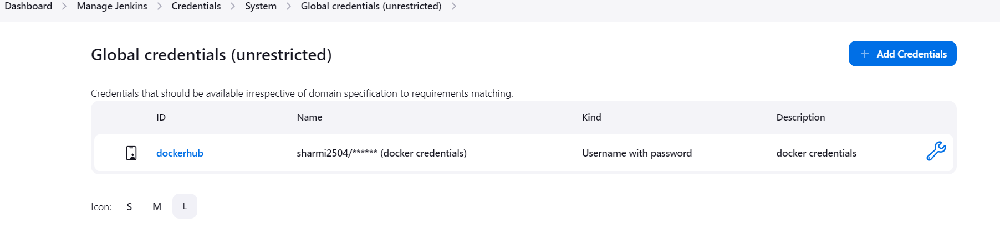 Dashboard > Manage Jenkins > Credentials > System > Global credentials (unrestricted) >
Global credentials (unrestricted)
+ Add Credentials
Credentials that should be available irrespective of domain specification to requirements matching.
ID Name Kind Description
dockerhub sharmi2504/****** (docker credentials) Username with password docker credentials
Icon: S M L